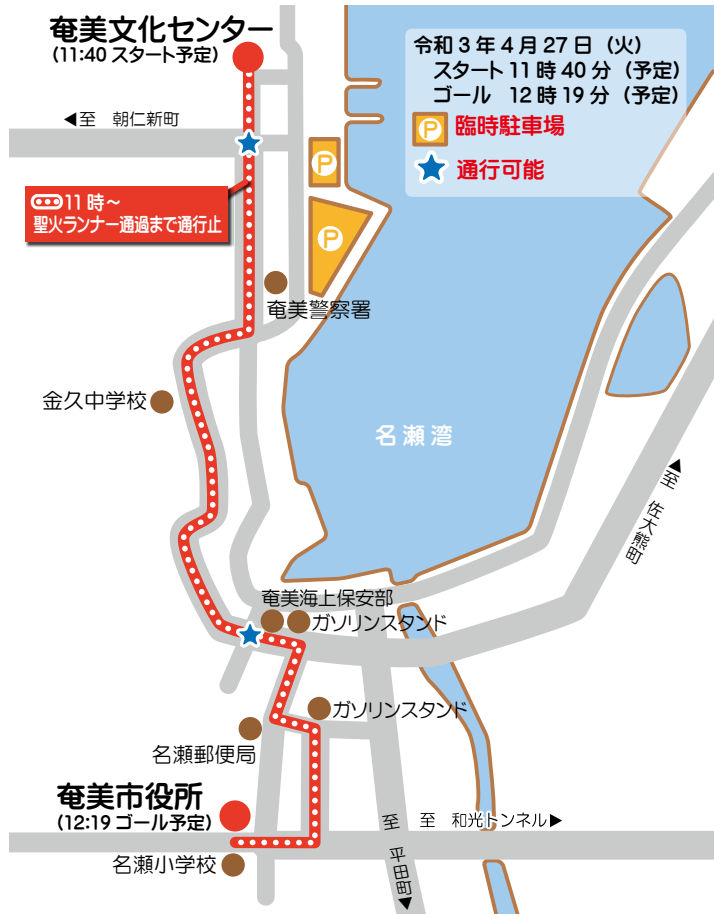 奄美文化センター
(11:40 スタート予定)
令和3年4月27日（火）
スタート11時40分（予定）
ゴール 12時19分（予定）
P 臨時駐車場
通行可能
◀至 朝仁新町
P
11時～
聖火ランナー通過まで通行止
P
奄美警察署
金久中学校
名瀬湾
◀至 佐大熊町
奄美海上保安部
ガソリンスタンド
ガソリンスタンド
名瀬郵便局
奄美市役所
(12:19 ゴール予定)
至 和光トンネル▶
至 平田町▶
名瀬小学校